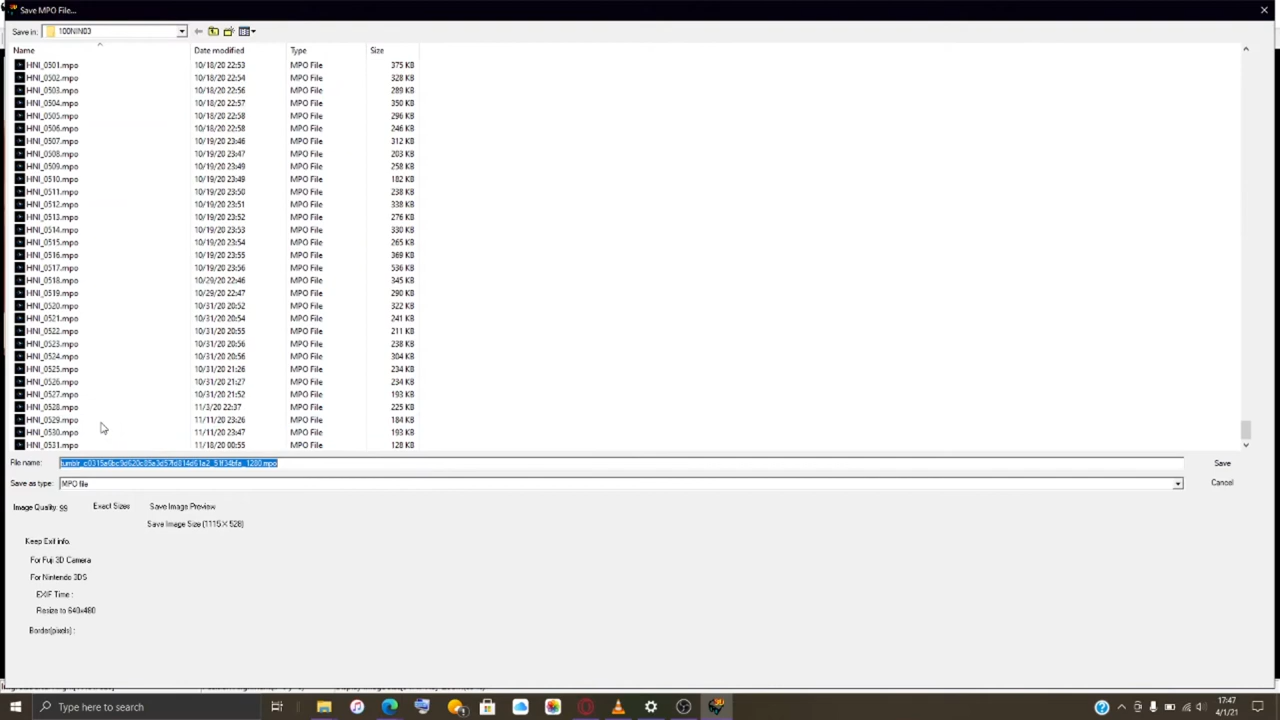 Save MPO File...
Save in: 100NIN03
Name Date modified Type Size
HNI_0501.mpo 10/18/20 22:53 MPO File 375 KB
HNI_0502.mpo 10/18/20 22:54 MPO File 328 KB
HNI_0503.mpo 10/18/20 22:56 MPO File 289 KB
HNI_0504.mpo 10/18/20 22:57 MPO File 350 KB
HNI_0505.mpo 10/18/20 22:58 MPO File 296 KB
HNI_0506.mpo 10/18/20 22:58 MPO File 246 KB
HNI_0507.mpo 10/19/20 23:46 MPO File 312 KB
HNI_0508.mpo 10/19/20 23:47 MPO File 203 KB
HNI_0509.mpo 10/19/20 23:49 MPO File 258 KB
HNI_0510.mpo 10/19/20 23:49 MPO File 182 KB
HNI_0511.mpo 10/19/20 23:50 MPO File 238 KB
HNI_0512.mpo 10/19/20 23:51 MPO File 338 KB
HNI_0513.mpo 10/19/20 23:52 MPO File 276 KB
HNI_0514.mpo 10/19/20 23:53 MPO File 330 KB
HNI_0515.mpo 10/19/20 23:54 MPO File 265 KB
HNI_0516.mpo 10/19/20 23:55 MPO File 369 KB
HNI_0517.mpo 10/19/20 23:56 MPO File 536 KB
HNI_0518.mpo 10/29/20 22:46 MPO File 345 KB
HNI_0519.mpo 10/29/20 22:47 MPO File 290 KB
HNI_0520.mpo 10/31/20 20:52 MPO File 322 KB
HNI_0521.mpo 10/31/20 20:54 MPO File 241 KB
HNI_0522.mpo 10/31/20 20:55 MPO File 211 KB
HNI_0523.mpo 10/31/20 20:56 MPO File 238 KB
HNI_0524.mpo 10/31/20 20:56 MPO File 304 KB
HNI_0525.mpo 10/31/20 21:26 MPO File 234 KB
HNI_0526.mpo 10/31/20 21:27 MPO File 234 KB
HNI_0527.mpo 10/31/20 21:52 MPO File 193 KB
HNI_0528.mpo 11/3/20 22:37 MPO File 225 KB
HNI_0529.mpo 11/11/20 23:26 MPO File 184 KB
HNI_0530.mpo 11/11/20 23:26 MPO File 193 KB
HNI_0531.mpo 11/18/20 00:55 MPO File 128 KB
File name: Save
Save as type: MPO file Cancel
Image Quality: 99 Exact Sizes Save Image Preview
Save Image Size (1115×528)
Keep Exif info.
For Fuji 3D Camera
For Nintendo 3DS
EXIF Time :
Resize to 640x480
Border(pixels) :
Type here to search
17:47
4/1/21